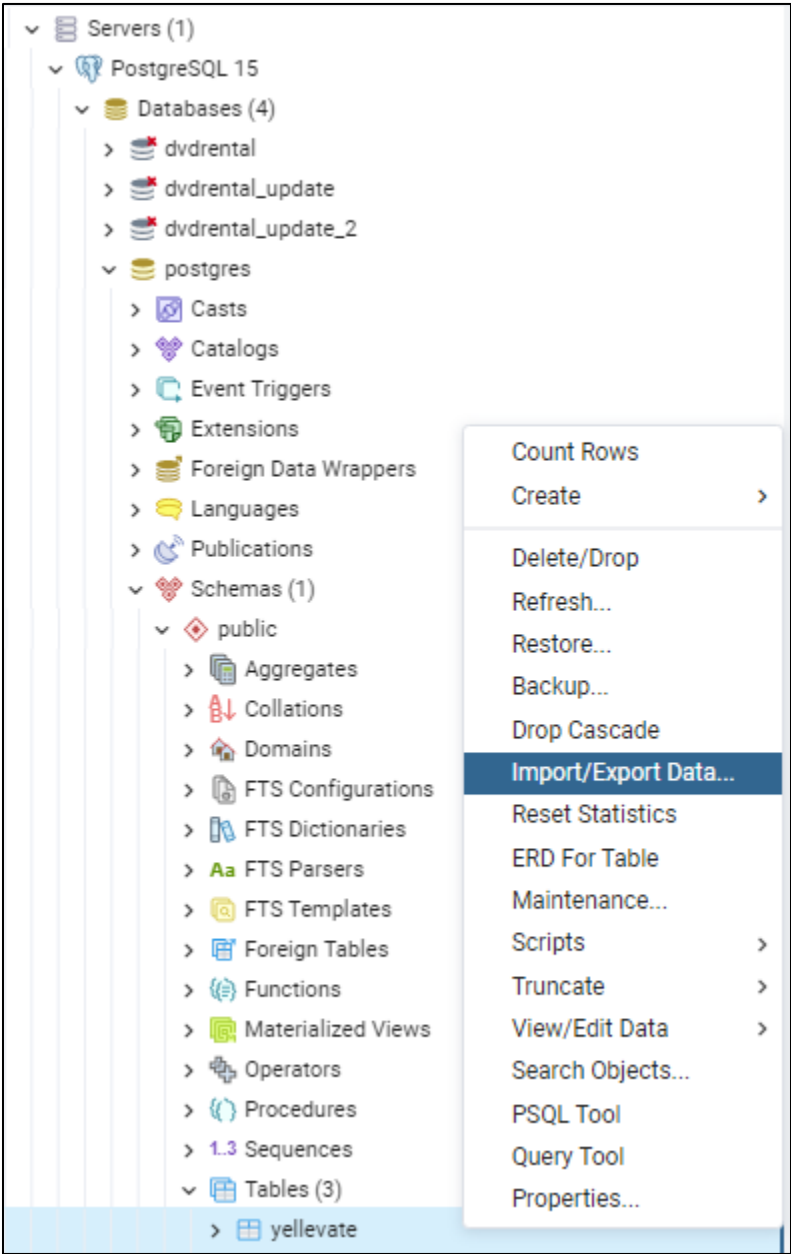 Servers (1)
PostgreSQL 15
Databases (4)
dvdrental
dvdrental_update
dvdrental_update_2
postgres
Casts
Catalogs
Event Triggers
Extensions
Foreign Data Wrappers
Languages
Publications
Schemas (1)
public
Aggregates
Collations
Domains
FTS Configurations
FTS Dictionaries
Aa FTS Parsers
FTS Templates
Foreign Tables
Functions
Materialized Views
Operators
Procedures
1..3 Sequences
Tables (3)
yellevate
Count Rows
Create
Delete/Drop
Refresh...
Restore...
Backup...
Drop Cascade
Import/Export Data...
Reset Statistics
ERD For Table
Maintenance...
Scripts
Truncate
View/Edit Data
Search Objects...
PSQL Tool
Query Tool
Properties...